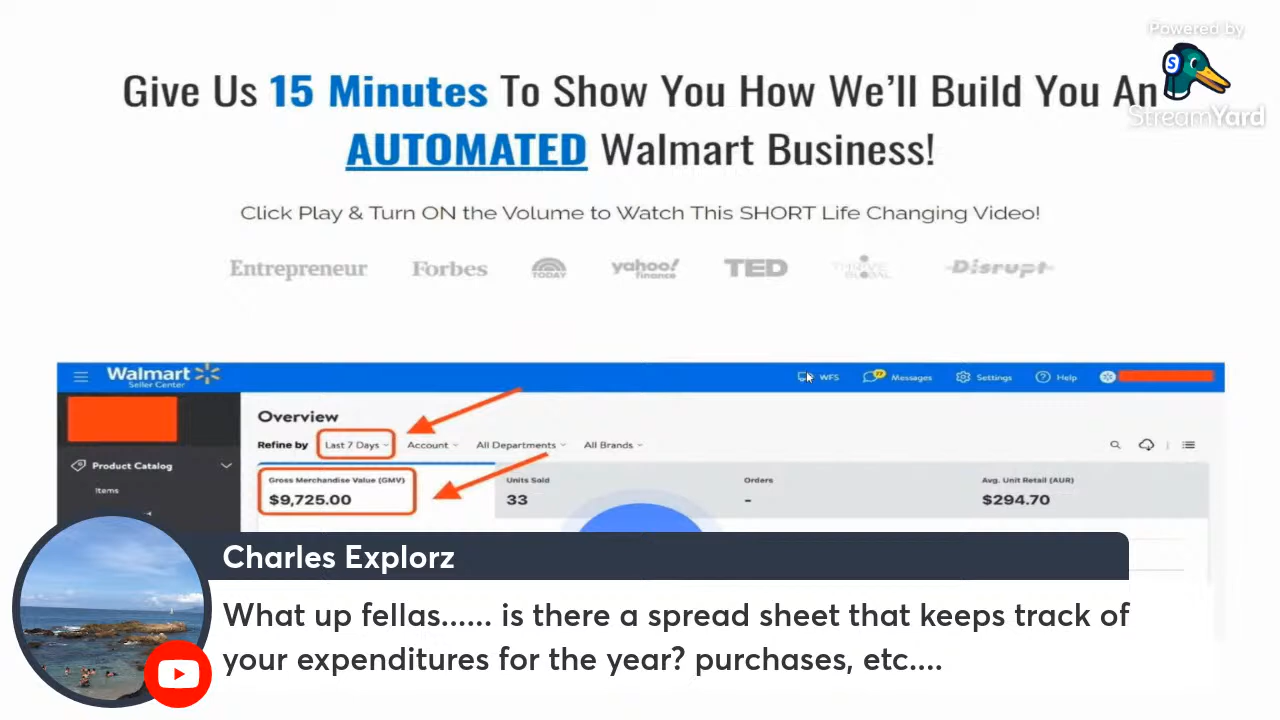 Powered by
StreamYard
Give Us 15 Minutes To Show You How We'll Build You An
AUTOMATED Walmart Business!
Click Play & Turn ON the Volume to Watch This SHORT Life Changing Video!
Entrepreneur Forbes TODAY yahoo! finance TED THRIVE GLOBAL -Disrupt-
Walmart
Seller Center
WFS Messages Settings Help
Overview
Refine by Last 7 Days Account All Departments All Brands
Product Catalog
Items
Gross Merchandise Value (GMV) Units Sold Orders Avg. Unit Retail (AUR)
$9,725.00 33 - $294.70
Charles Explorz
What up fellas...... is there a spread sheet that keeps track of
your expenditures for the year? purchases, etc....